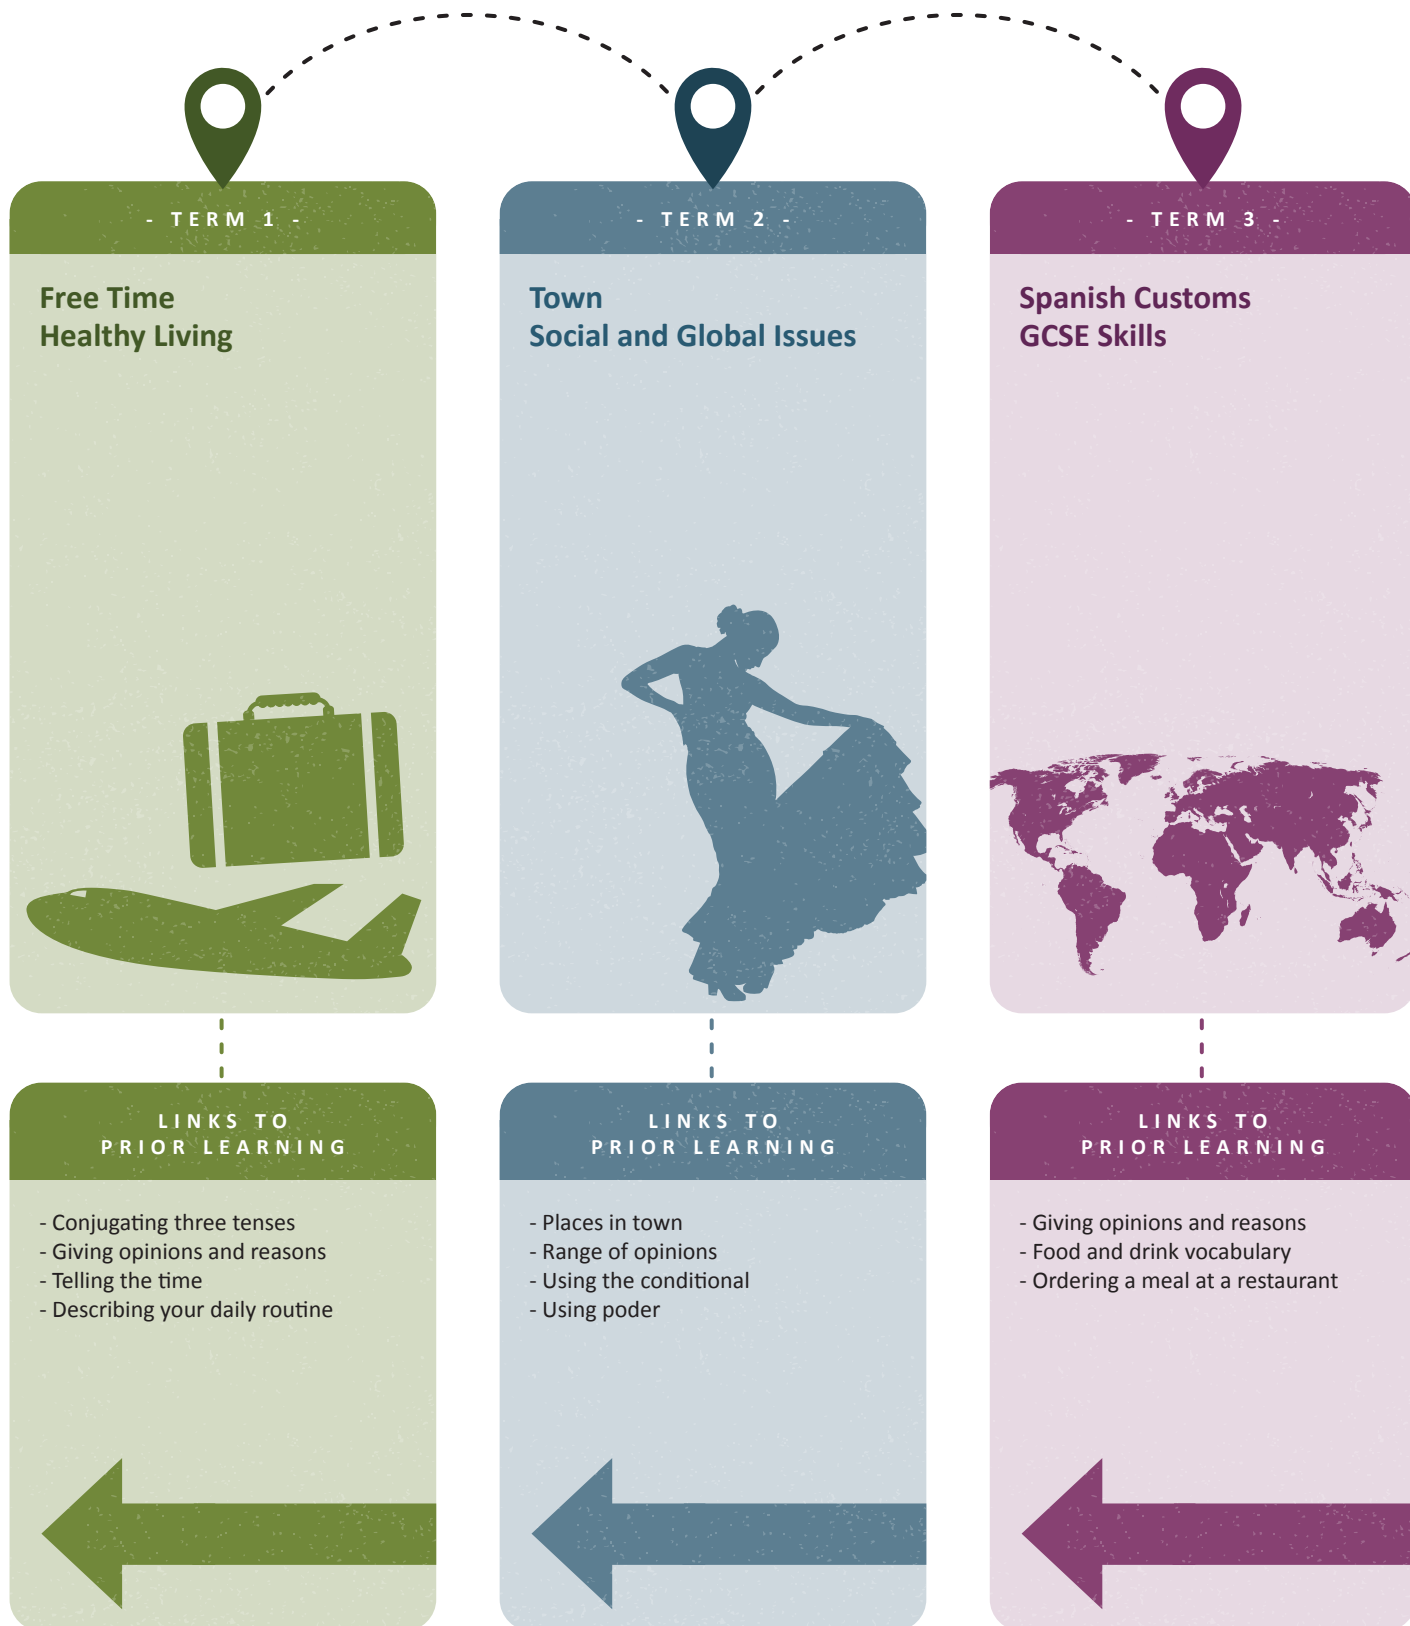 - TERM 1 -
Free Time
Healthy Living
- TERM 2 -
Town
Social and Global Issues
- TERM 3 -
Spanish Customs
GCSE Skills
LINKS TO
PRIOR LEARNING
- Conjugating three tenses
- Giving opinions and reasons
- Telling the time
- Describing your daily routine
LINKS TO
PRIOR LEARNING
- Places in town
- Range of opinions
- Using the conditional
- Using poder
LINKS TO
PRIOR LEARNING
- Giving opinions and reasons
- Food and drink vocabulary
- Ordering a meal at a restaurant